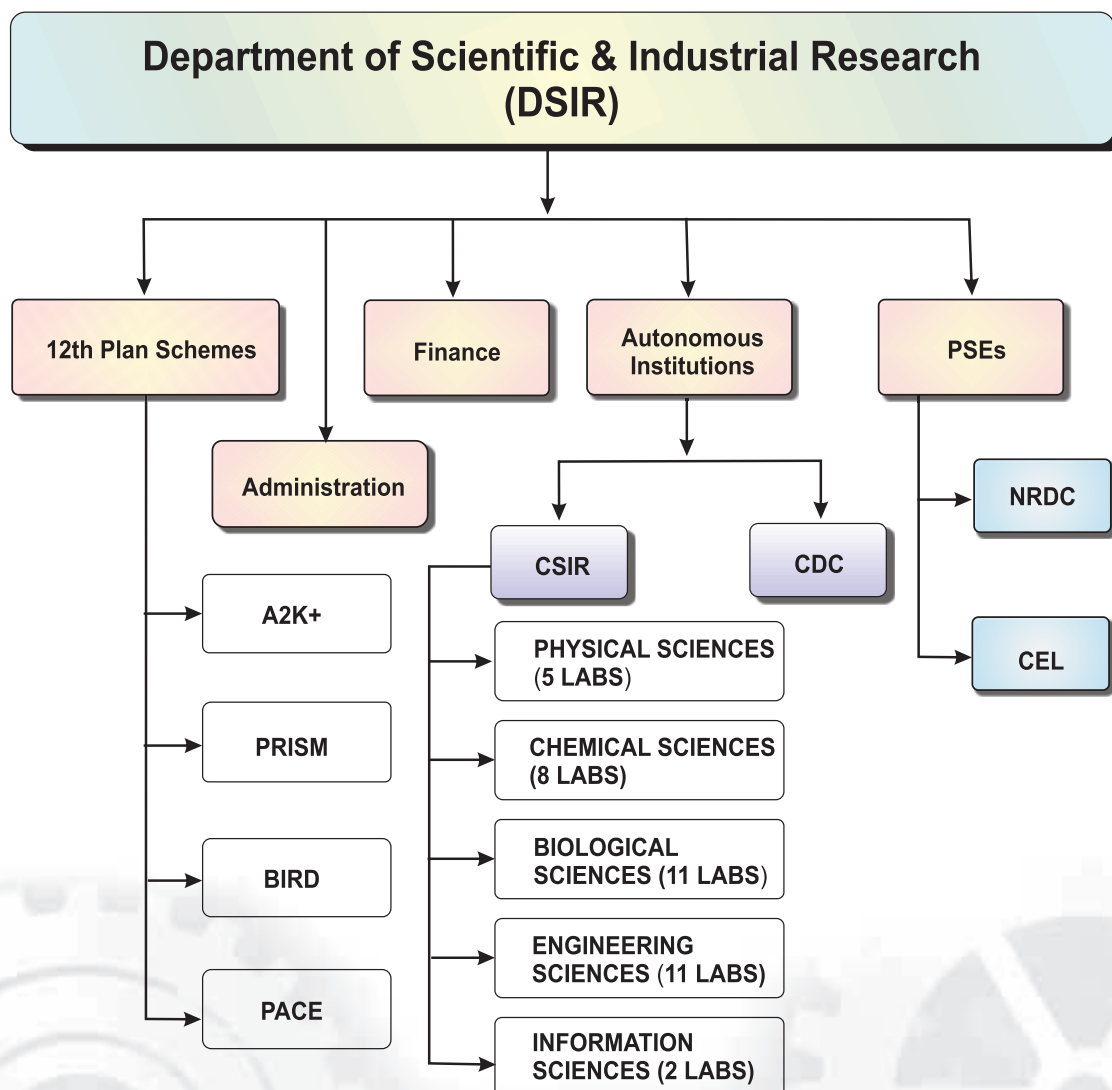 Department of Scientific & Industrial Research
(DSIR)
12th Plan Schemes
Finance
Autonomous
Institutions
PSEs
Administration
NRDC
CSIR
CDC
A2K+
PHYSICAL SCIENCES
(5 LABS)
CEL
PRISM
CHEMICAL SCIENCES
(8 LABS)
BIOLOGICAL
SCIENCES (11 LABS)
BIRD
ENGINEERING
SCIENCES (11 LABS)
PACE
INFORMATION
SCIENCES (2 LABS)